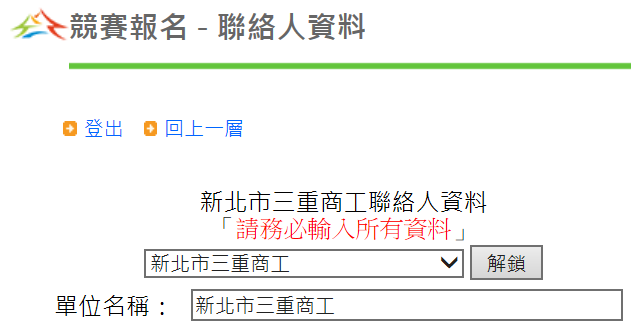 競賽報名 - 聯絡人資料
登出 回上一層
新北市三重商工聯絡人資料
「請務必輸入所有資料」
新北市三重商工 解鎖
單位名稱： 新北市三重商工